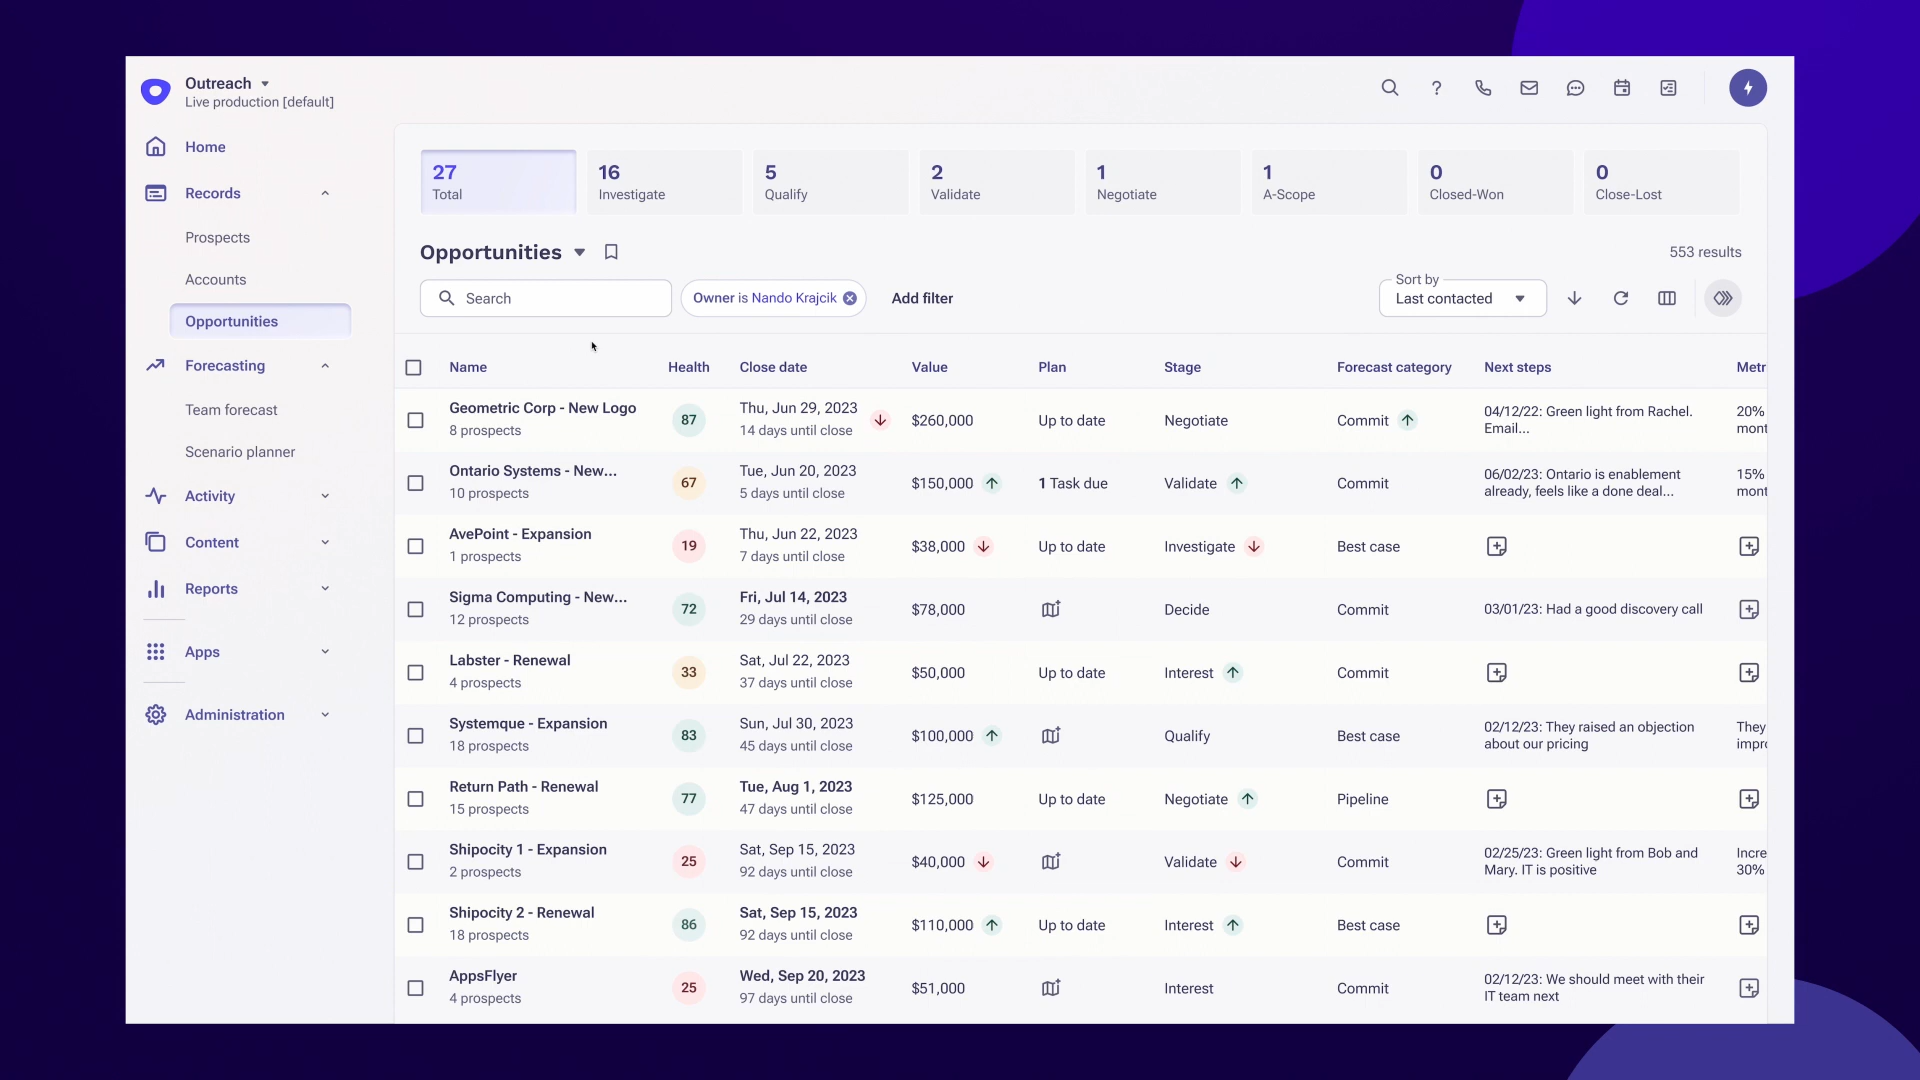 Outreach
Live production [default]
Home
Records
Prospects
Accounts
Opportunities
Forecasting
Team forecast
Scenario planner
Activity
Content
Reports
Apps
Administration
27
Total
16
Investigate
5
Qualify
2
Validate
1
Negotiate
1
A-Scope
0
Closed-Won
0
Close-Lost
Opportunities
553 results
Search
Owner is Nando Krajcik
Add filter
Sort by
Last contacted
Name Health Close date Value Plan Stage Forecast category Next steps Metr
Geometric Corp - New Logo
8 prospects
87
Thu, Jun 29, 2023
14 days until close
$260,000
Up to date
Negotiate
Commit
04/12/22: Green light from Rachel.
Email...
20%
mont
Ontario Systems - New...
10 prospects
67
Tue, Jun 20, 2023
5 days until close
$150,000
1 Task due
Validate
Commit
06/02/23: Ontario is enablement
already, feels like a done deal...
15%
mont
AvePoint - Expansion
1 prospects
19
Thu, Jun 22, 2023
7 days until close
$38,000
Up to date
Investigate
Best case
Sigma Computing - New...
12 prospects
72
Fri, Jul 14, 2023
29 days until close
$78,000
Decide
Commit
03/01/23: Had a good discovery call
Labster - Renewal
4 prospects
33
Sat, Jul 22, 2023
37 days until close
$50,000
Up to date
Interest
Commit
Systemque - Expansion
18 prospects
83
Sun, Jul 30, 2023
45 days until close
$100,000
Qualify
Best case
02/12/23: They raised an objection
about our pricing
They
impro
Return Path - Renewal
15 prospects
77
Tue, Aug 1, 2023
47 days until close
$125,000
Up to date
Negotiate
Pipeline
Shipocity 1 - Expansion
2 prospects
25
Sat, Sep 15, 2023
92 days until close
$40,000
Validate
Commit
02/25/23: Green light from Bob and
Mary. IT is positive
Incre
30%
Shipocity 2 - Renewal
18 prospects
86
Sat, Sep 15, 2023
92 days until close
$110,000
Up to date
Interest
Best case
AppsFlyer
4 prospects
25
Wed, Sep 20, 2023
97 days until close
$51,000
Interest
Commit
02/12/23: We should meet with their
IT team next